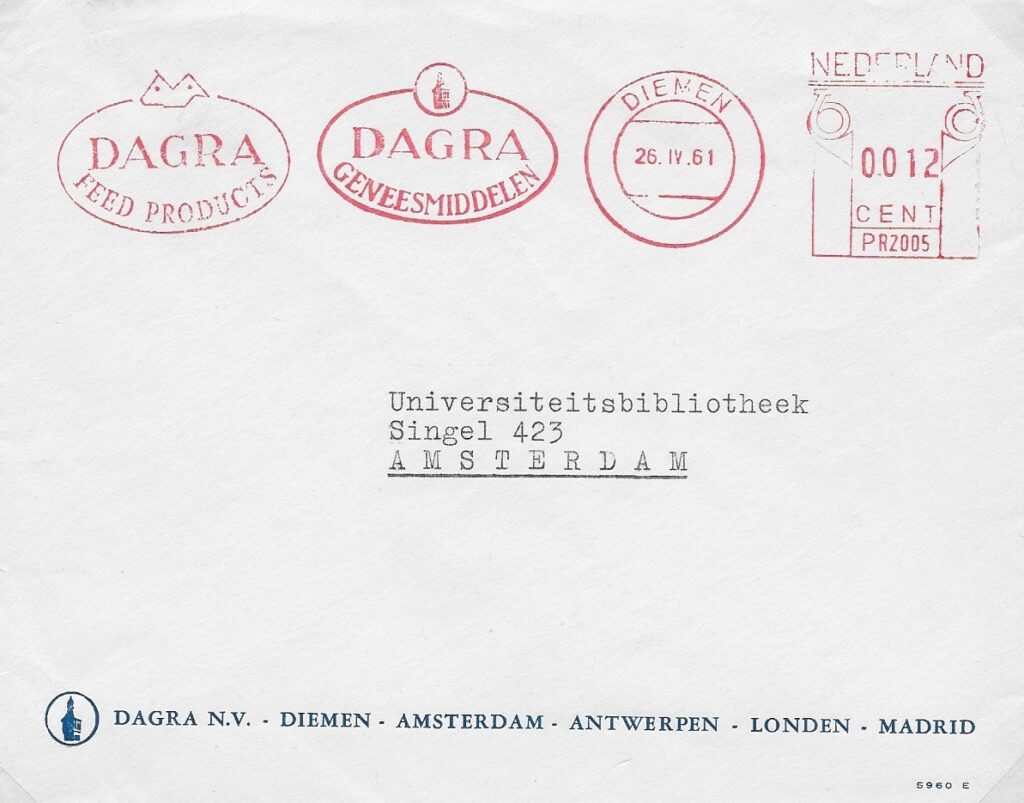 DAGRA
FEED PRODUCTS
DAGRA
GENEESMIDDELEN
DIEMEN
26.IV.61
NEDERLAND
0.012
CENT
PR2005
Universiteitsbibliotheek
Singel 423
AMSTERDAM
DAGRA N.V. - DIEMEN - AMSTERDAM - ANTWERPEN - LONDEN - MADRID
5960 E